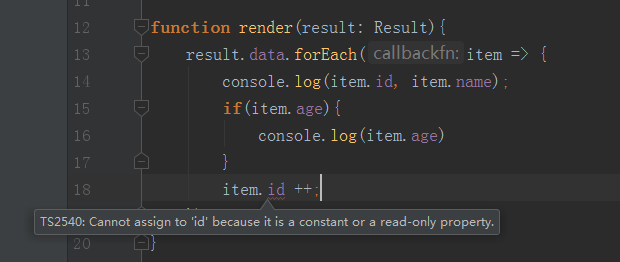 11
12 function render(result: Result){
13 result.data.forEach( callbackfn: item => {
14 console.log(item.id, item.name);
15 if(item.age){
16 console.log(item.age)
17 }
18 item.id ++;
TS2540: Cannot assign to 'id' because it is a constant or a read-only property.
20 }